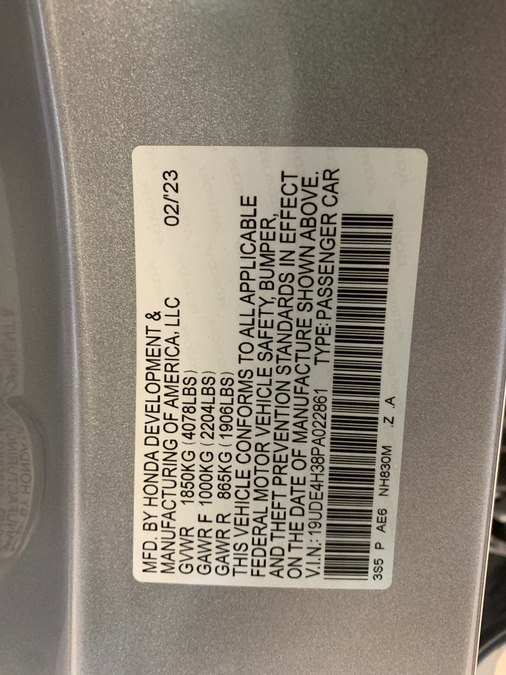 MFD. BY HONDA DEVELOPMENT &
MANUFACTURING OF AMERICA, LLC 02/'23
GVWR 1850KG (4078LBS)
GAWR F 1000KG (2204LBS)
GAWR R 865KG (1906LBS)
THIS VEHICLE CONFORMS TO ALL APPLICABLE
FEDERAL MOTOR VEHICLE SAFETY, BUMPER,
AND THEFT PREVENTION STANDARDS IN EFFECT
ON THE DATE OF MANUFACTURE SHOWN ABOVE.
V.I.N.: 19UDE4H38PA022861 TYPE: PASSENGER CAR
3S5 P AE6 NH830M .Z .A